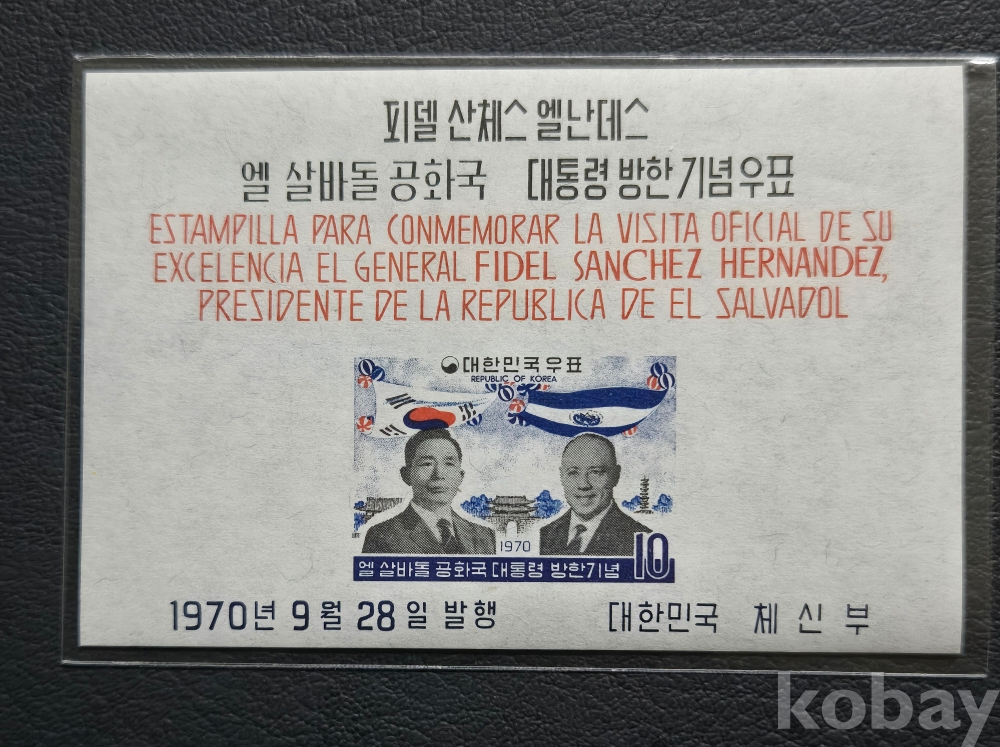 피델 산체스 엘난데스
엘 살바돌 공화국 대통령 방한 기념우표
ESTAMPILLA PARA CONMEMORAR LA VISITA OFICIAL DE SU
EXCELENCIA EL GENERAL FIDEL SANCHEZ HERNANDEZ,
PRESIDENTE DE LA REPUBLICA DE EL SALVADOL
대한민국우표
REPUBLIC OF KOREA
10
1970
엘 살바돌 공화국 대통령 방한기념 10
1970년 9월 28일 발행 대한민국 체신부
kobay